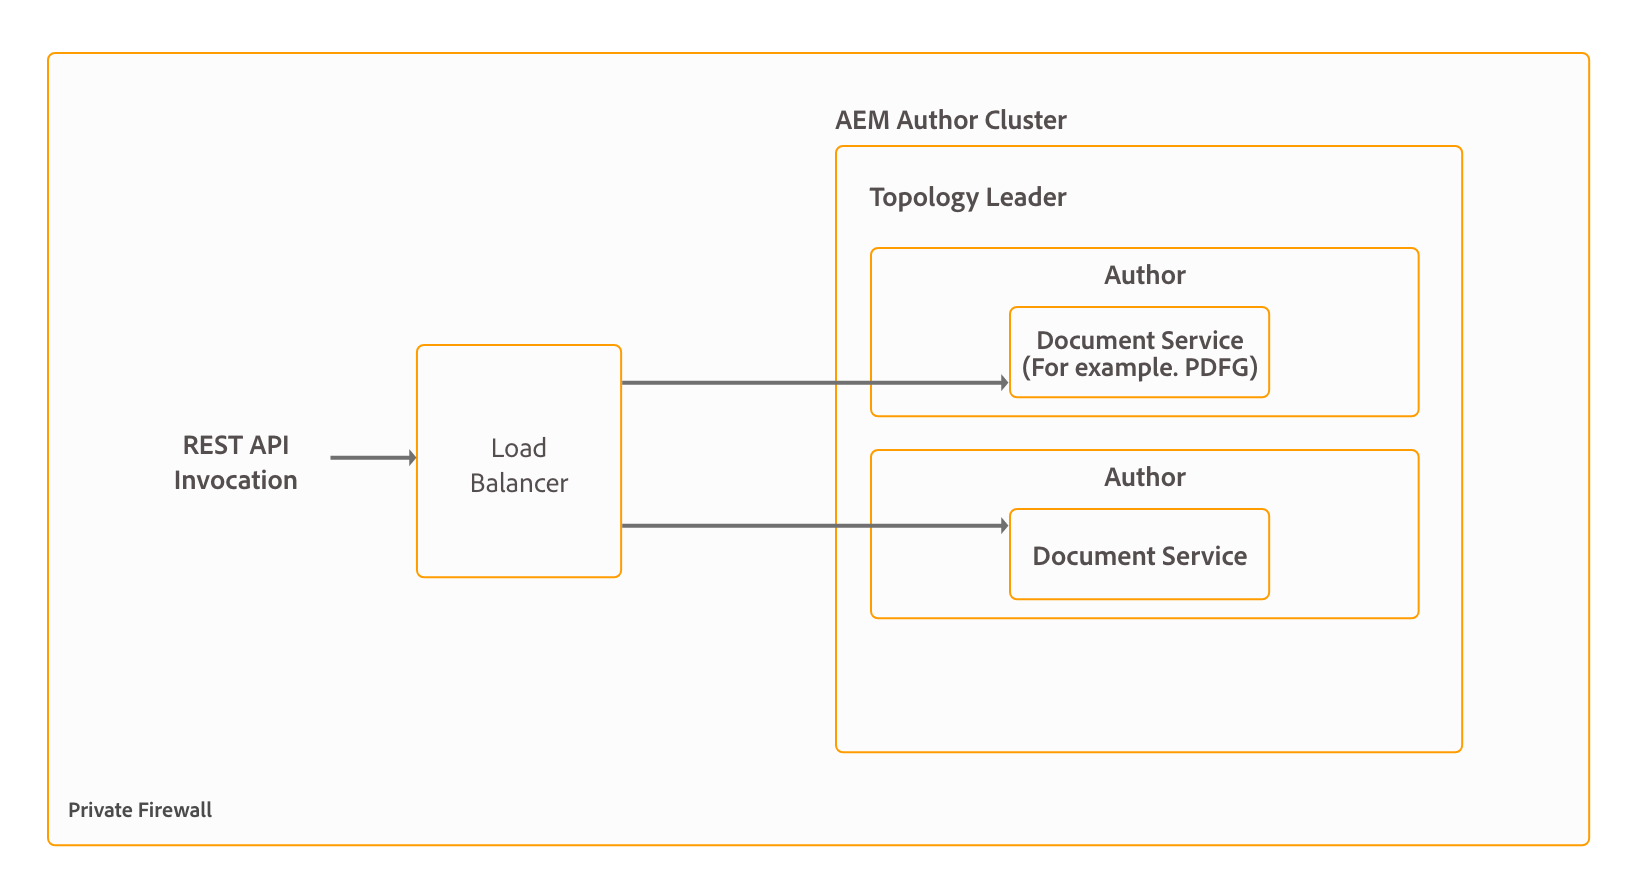 AEM Author Cluster
Topology Leader
Author
Document Service
(For example. PDFG)
REST API
Invocation
Load
Balancer
Author
Document Service
Private Firewall